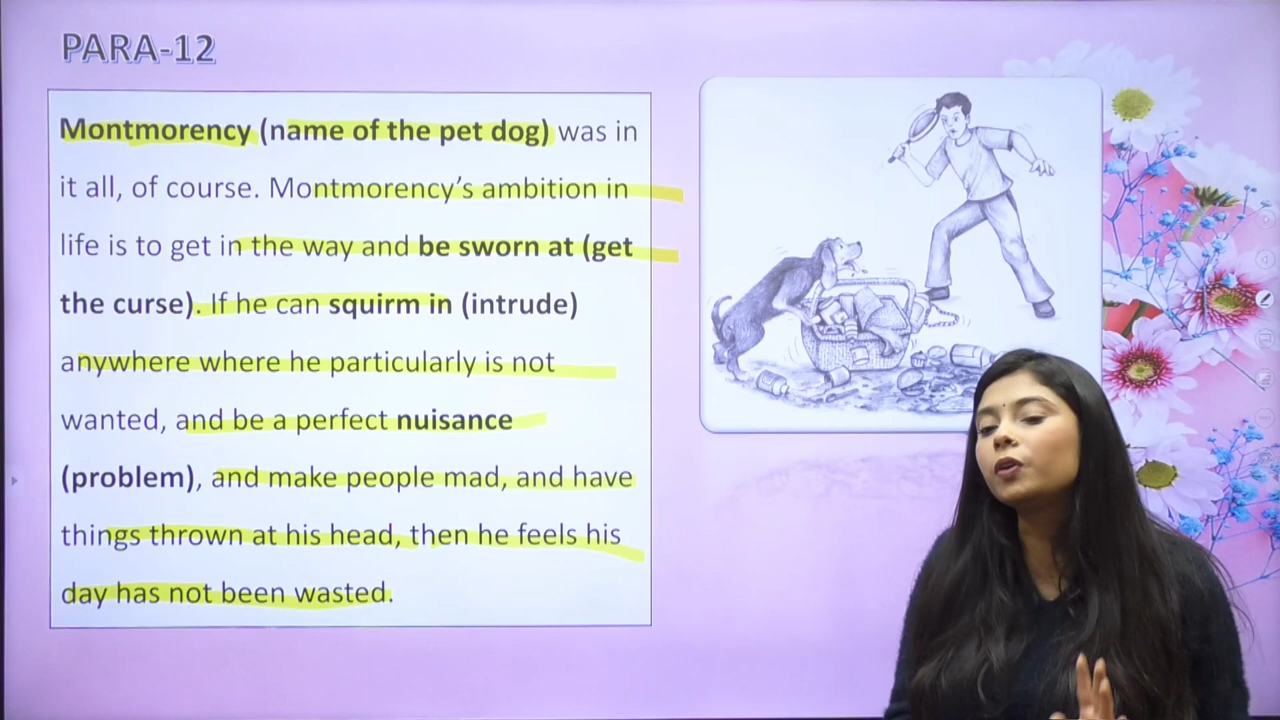 PARA-12
Montmorency (name of the pet dog) was in
it all, of course. Montmorency's ambition in
life is to get in the way and be sworn at (get
the curse). If he can squirm in (intrude)
anywhere where he particularly is not
wanted, and be a perfect nuisance
(problem), and make people mad, and have
things thrown at his head, then he feels his
day has not been wasted.